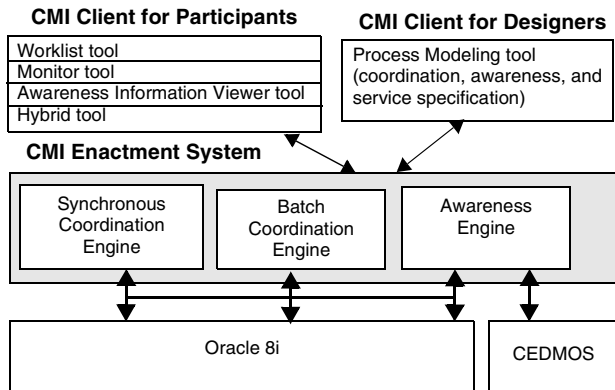 CMI Client for Participants
Worklist tool
Monitor tool
Awareness Information Viewer tool
Hybrid tool
CMI Client for Designers
Process Modeling tool
(coordination, awareness, and
service specification)
CMI Enactment System
Synchronous
Coordination
Engine
Batch
Coordination
Engine
Awareness
Engine
Oracle 8i
CEDMOS